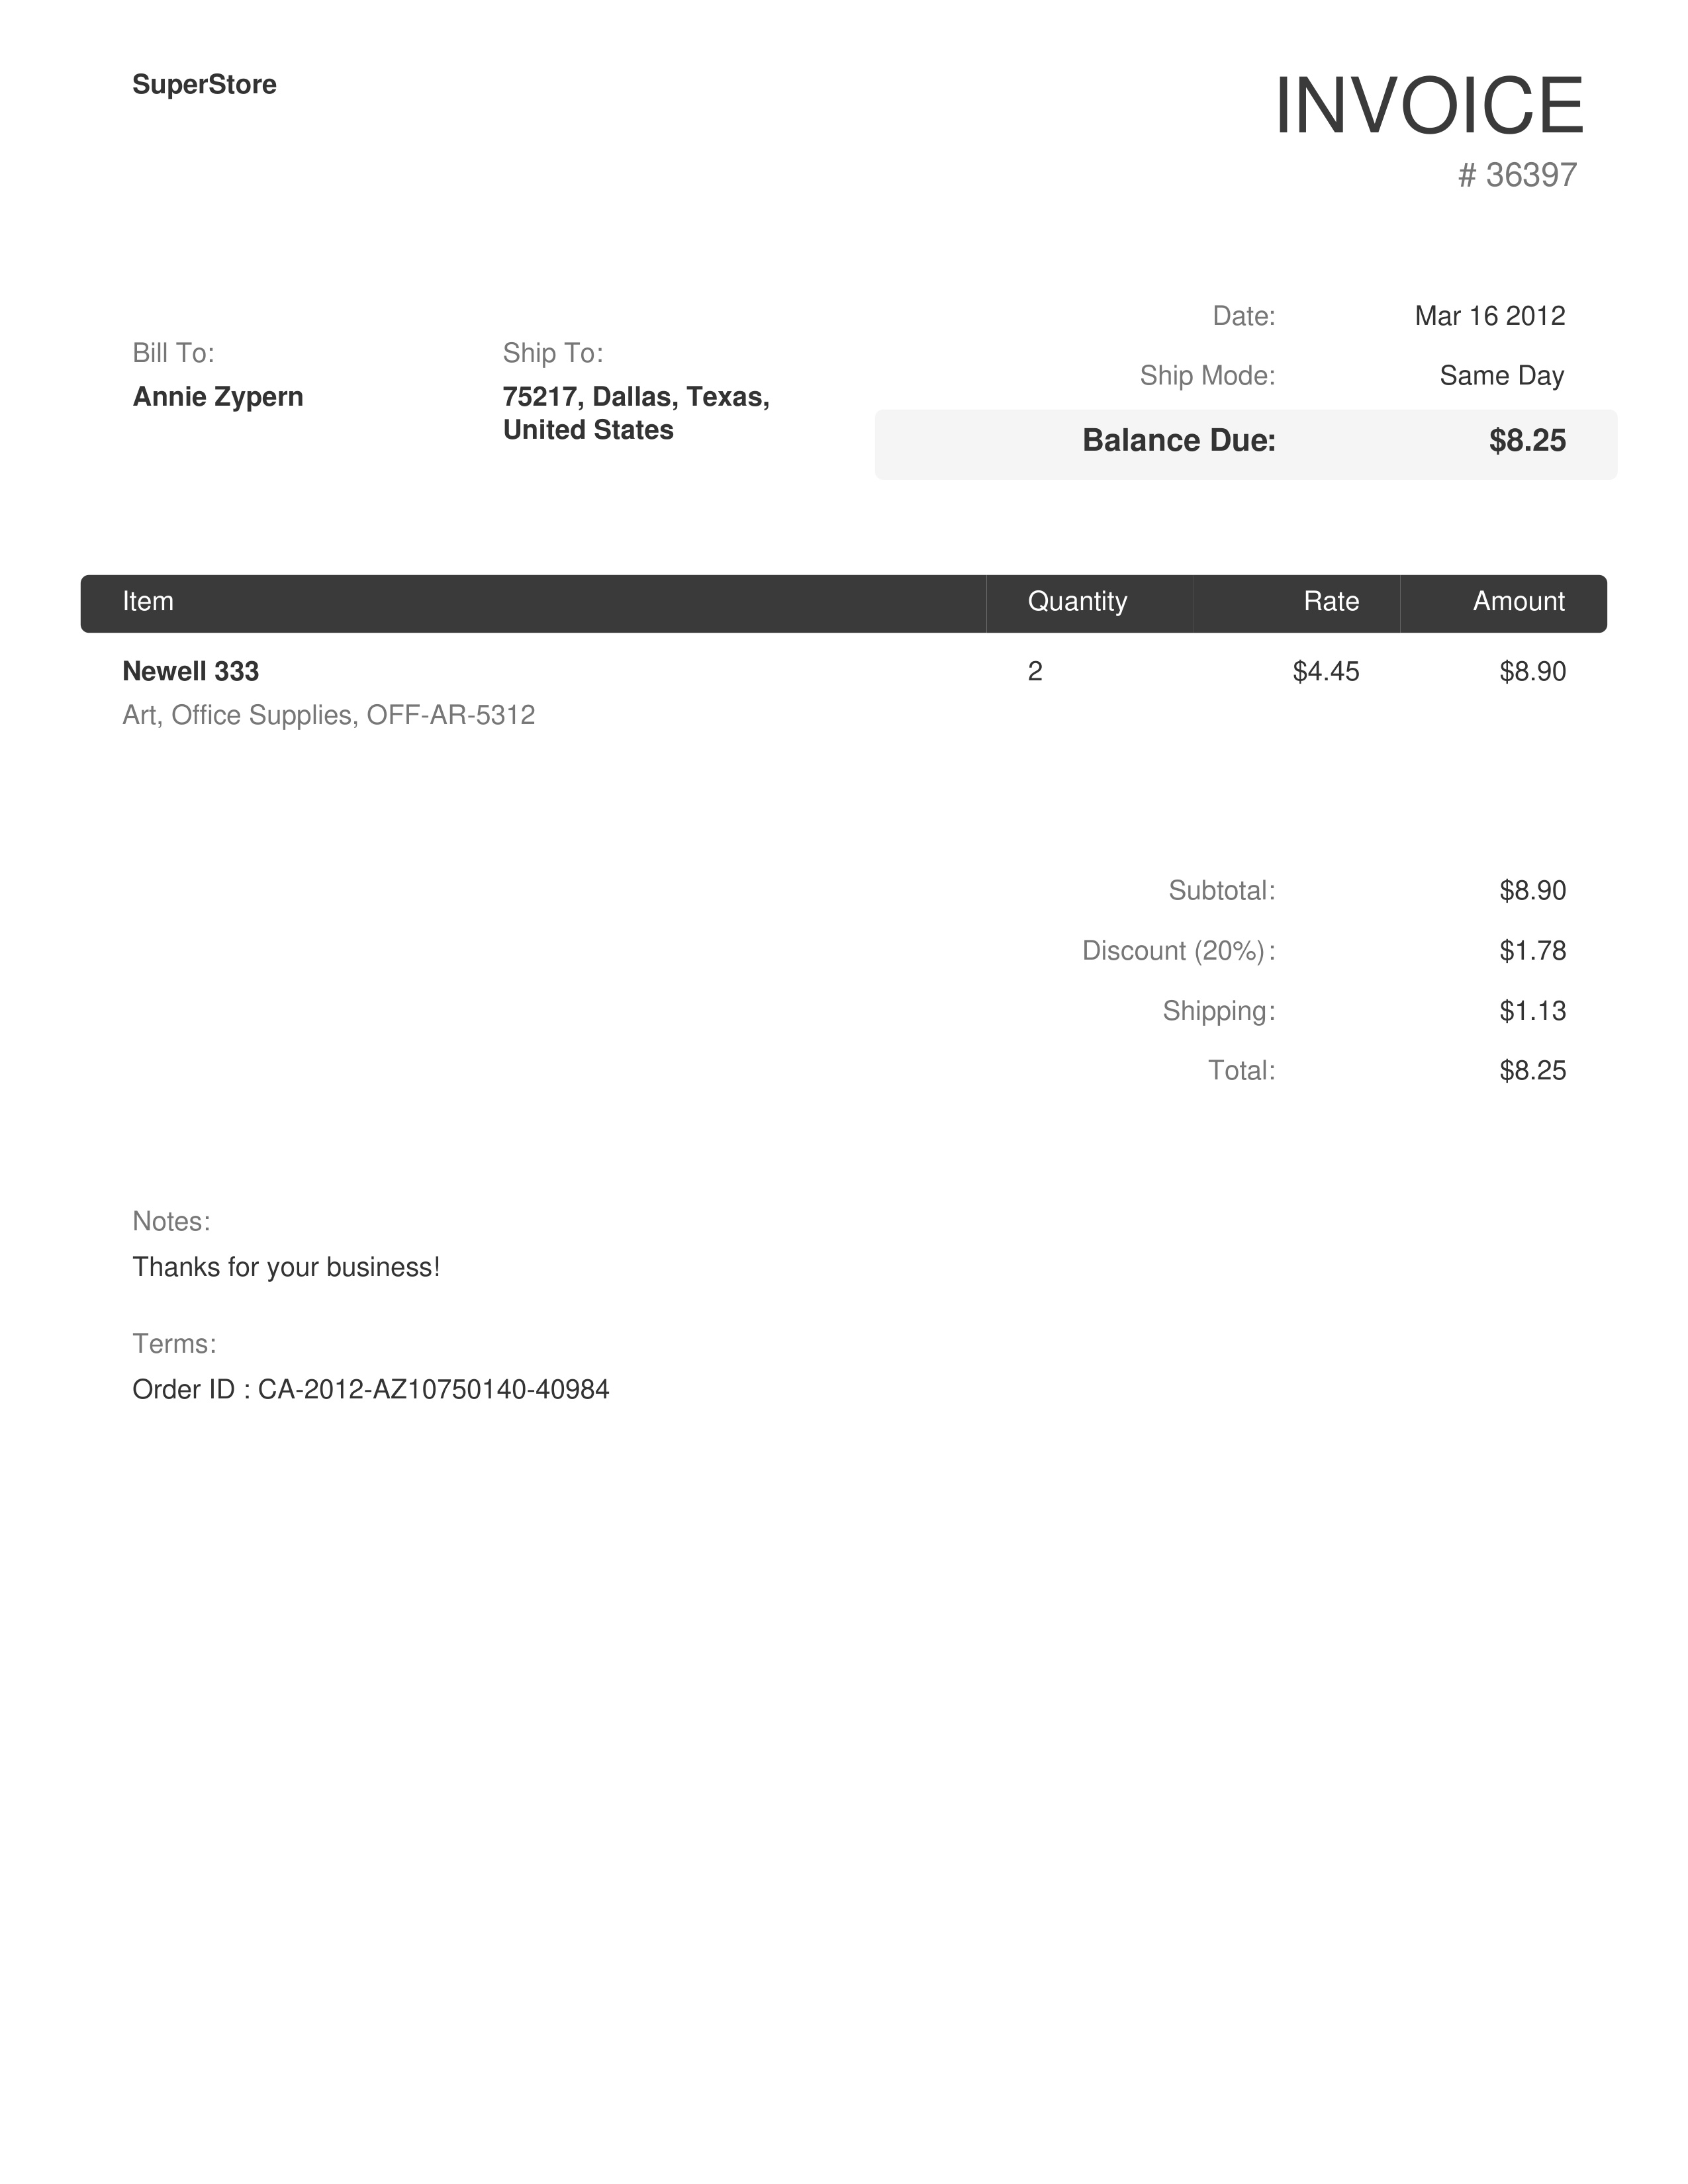 SuperStore
INVOICE
# 36397
Date: Mar 16 2012
Ship Mode: Same Day
Balance Due: $8.25
Bill To:
Annie Zypern
Ship To:
75217, Dallas, Texas,
United States
Item Quantity Rate Amount
Newell 333 2 $4.45 $8.90
Art, Office Supplies, OFF-AR-5312
Subtotal: $8.90
Discount (20%): $1.78
Shipping: $1.13
Total: $8.25
Notes:
Thanks for your business!
Terms:
Order ID : CA-2012-AZ10750140-40984